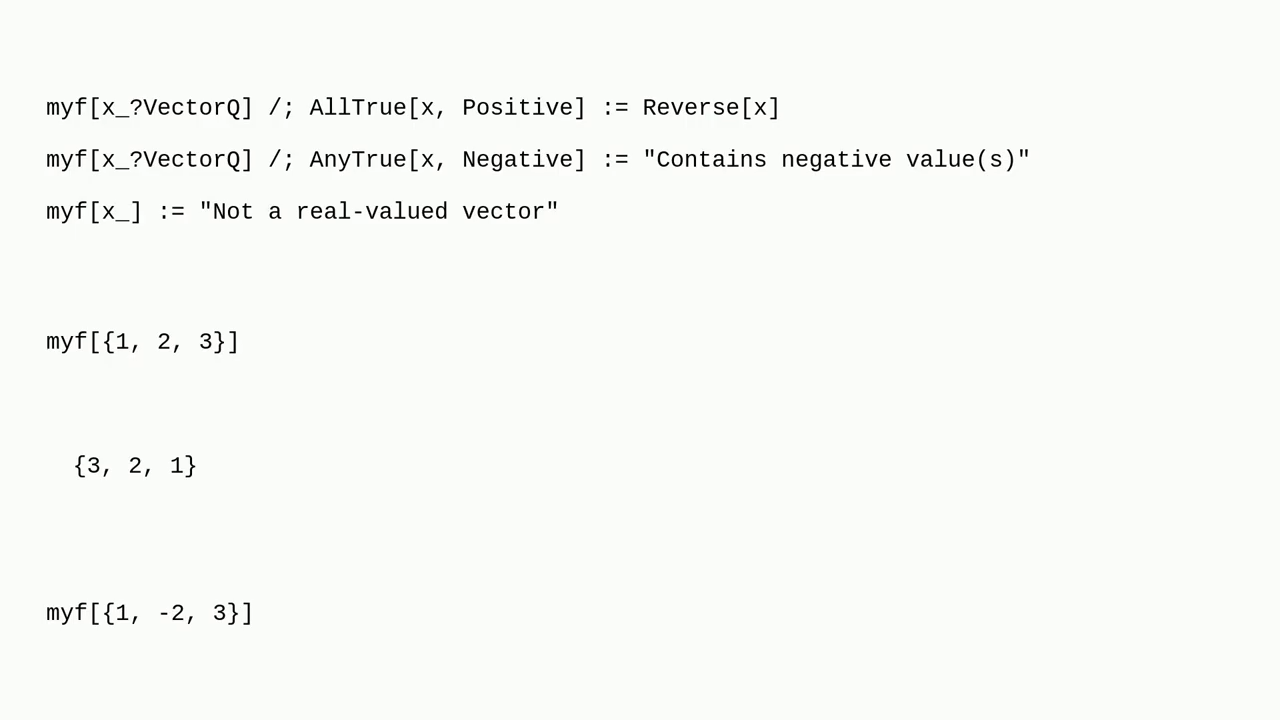 myf[x_?VectorQ] /; AllTrue[x, Positive] := Reverse[x]
myf[x_?VectorQ] /; AnyTrue[x, Negative] := "Contains negative value(s)"
myf[x_] := "Not a real-valued vector"
myf[{1, 2, 3}]
{3, 2, 1}
myf[{1, -2, 3}]